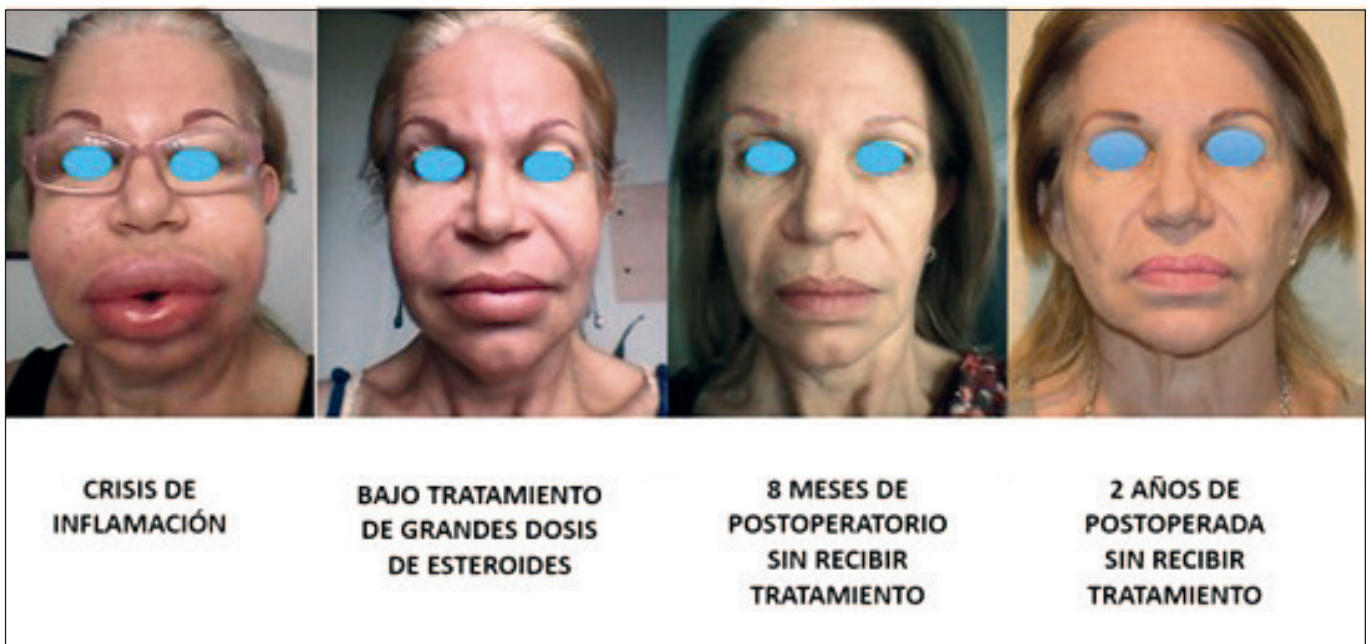 CRISIS DE
INFLAMACIÓN
BAJO TRATAMIENTO
DE GRANDES DOSIS
DE ESTEROIDES
8 MESES DE
POSTOPERATORIO
SIN RECIBIR
TRATAMIENTO
2 AÑOS DE
POSTOPERADA
SIN RECIBIR
TRATAMIENTO